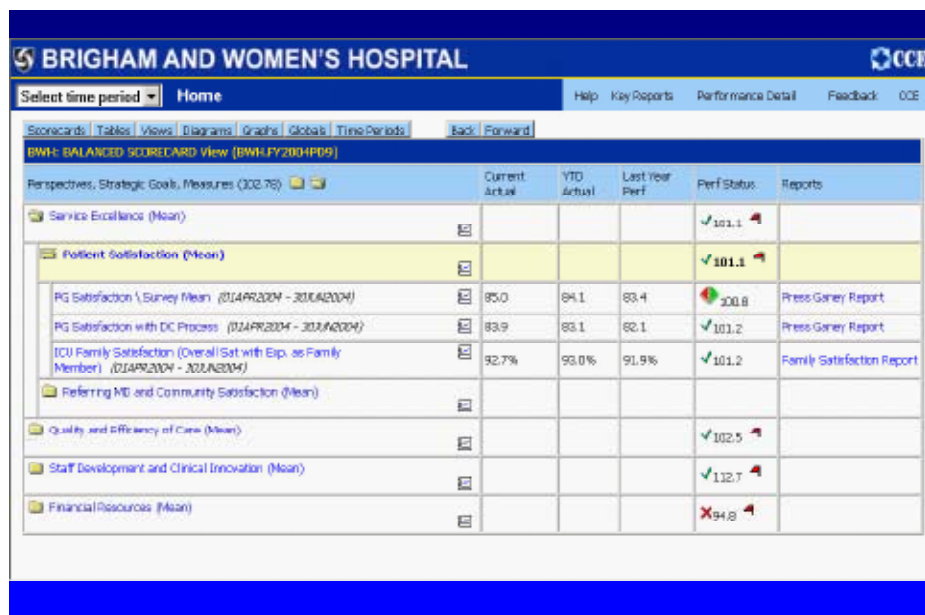 BRIGHAM AND WOMEN'S HOSPITAL
CCE
Select time period Home Help Key Reports Performance Detail Feedback CCE
Scorecards Tables Views Diagrams Graphs Globals Time Periods Back Forward
BWH: BALANCED SCORECARD View [BWH.FY2004P09]
Perspectives, Strategic Goals, Measures (102.78) Current Actual YTD Actual Last Year Perf Perf Status Reports
Service Excellence (Mean) 101.1
Patient Satisfaction (Mean) 101.1
PG Satisfaction \ Survey Mean (01APR2004 - 30JUN2004) 85.0 84.1 83.4 100.8 Press Ganey Report
PG Satisfaction with DC Process (01APR2004 - 30JUN2004) 83.9 83.1 82.1 101.2 Press Ganey Report
ICU Family Satisfaction (Overall Sat with Exp. as Family
Member) (01APR2004 - 30JUN2004) 92.7% 93.0% 91.9% 101.2 Family Satisfaction Report
Referring MD and Community Satisfaction (Mean)
Quality and Efficiency of Care (Mean) 102.5
Staff Development and Clinical Innovation (Mean) 112.7
Financial Resources (Mean) 94.8